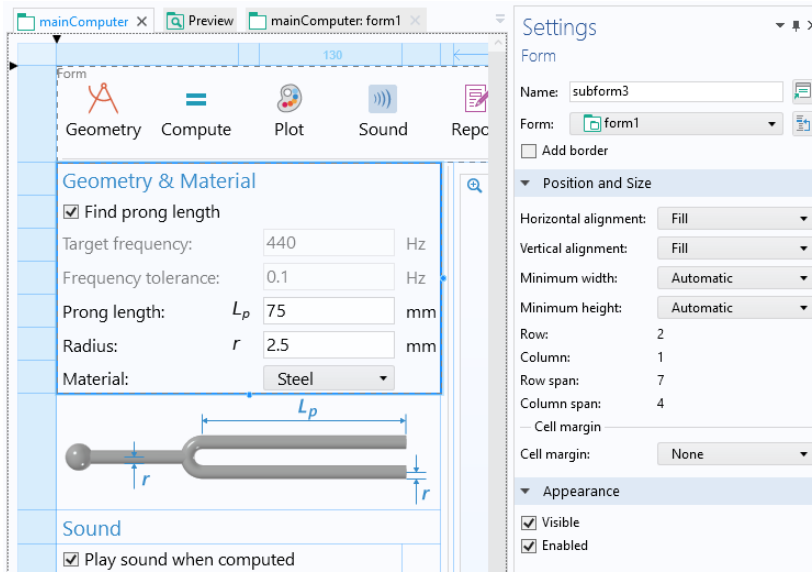 mainComputer
Preview
mainComputer: form1
130
Form
Geometry
Compute
Plot
Sound
Repo
Geometry & Material
Find prong length
Target frequency: 440 Hz
Frequency tolerance: 0.1 Hz
Prong length: Lp 75 mm
Radius: r 2.5 mm
Material: Steel
Lp
r
r
Sound
Play sound when computed
Settings
Form
Name: subform3
Form: form1
Add border
Position and Size
Horizontal alignment: Fill
Vertical alignment: Fill
Minimum width: Automatic
Minimum height: Automatic
Row: 2
Column: 1
Row span: 7
Column span: 4
Cell margin
Cell margin: None
Appearance
Visible
Enabled